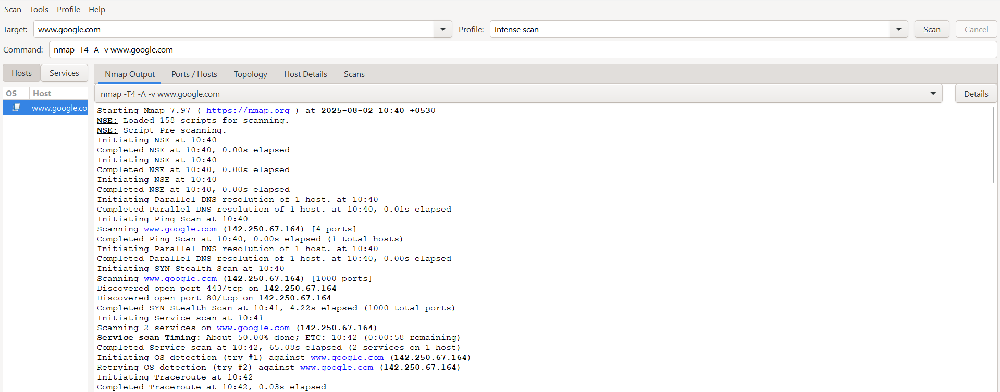 Scan Tools Profile Help
Target: www.google.com Profile: Intense scan Scan Cancel
Command: nmap -T4 -A -v www.google.com
Hosts Services
OS Host
www.google.co
Nmap Output Ports / Hosts Topology Host Details Scans
nmap -T4 -A -v www.google.com Details
Starting Nmap 7.97 ( https://nmap.org ) at 2025-08-02 10:40 +0530
NSE: Loaded 158 scripts for scanning.
NSE: Script Pre-scanning.
Initiating NSE at 10:40
Completed NSE at 10:40, 0.00s elapsed
Initiating NSE at 10:40
Completed NSE at 10:40, 0.00s elapsed
Initiating NSE at 10:40
Completed NSE at 10:40, 0.00s elapsed
Initiating Parallel DNS resolution of 1 host. at 10:40
Completed Parallel DNS resolution of 1 host. at 10:40, 0.01s elapsed
Initiating Ping Scan at 10:40
Scanning www.google.com (142.250.67.164) [4 ports]
Completed Ping Scan at 10:40, 0.00s elapsed (1 total hosts)
Initiating Parallel DNS resolution of 1 host. at 10:40
Completed Parallel DNS resolution of 1 host. at 10:40, 0.00s elapsed
Initiating SYN Stealth Scan at 10:40
Scanning www.google.com (142.250.67.164) [1000 ports]
Discovered open port 443/tcp on 142.250.67.164
Discovered open port 80/tcp on 142.250.67.164
Completed SYN Stealth Scan at 10:41, 4.22s elapsed (1000 total ports)
Initiating Service scan at 10:41
Scanning 2 services on www.google.com (142.250.67.164)
Service scan Timing: About 50.00% done; ETC: 10:42 (0:00:58 remaining)
Completed Service scan at 10:42, 65.08s elapsed (2 services on 1 host)
Initiating OS detection (try #1) against www.google.com (142.250.67.164)
Retrying OS detection (try #2) against www.google.com (142.250.67.164)
Initiating Traceroute at 10:42
Completed Traceroute at 10:42, 0.03s elapsed